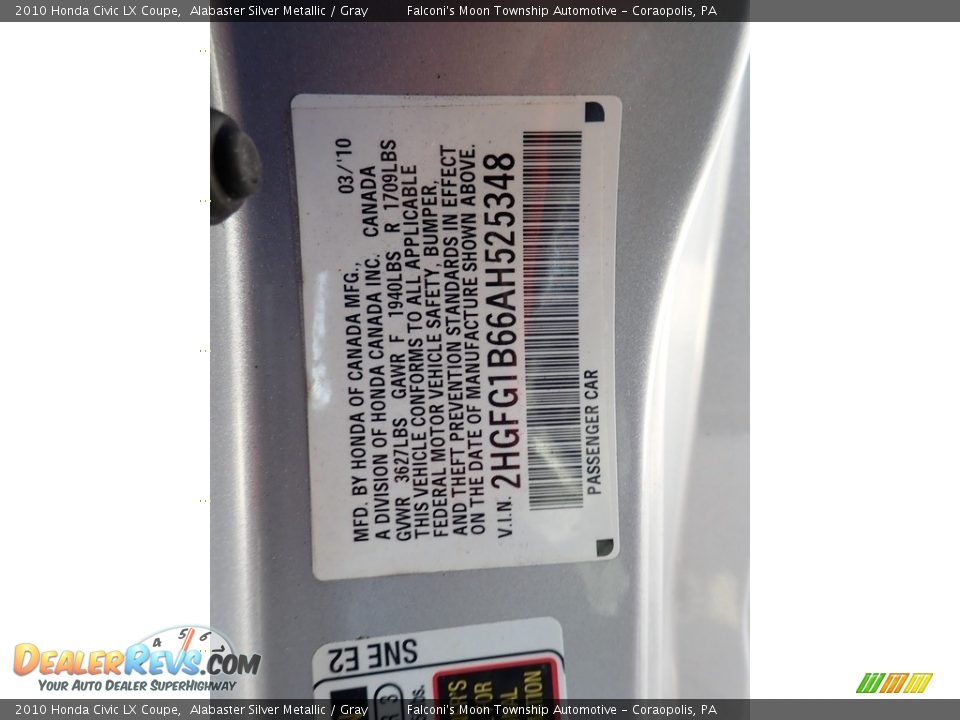 2010 Honda Civic LX Coupe, Alabaster Silver Metallic / Gray Falconi's Moon Township Automotive - Coraopolis, PA
MFD. BY HONDA OF CANADA MFG., 03/'10
A DIVISION OF HONDA CANADA INC. CANADA
GVWR 3627LBS GAWR F 1940LBS R 1709LBS
THIS VEHICLE CONFORMS TO ALL APPLICABLE
FEDERAL MOTOR VEHICLE SAFETY, BUMPER,
AND THEFT PREVENTION STANDARDS IN EFFECT
ON THE DATE OF MANUFACTURE SHOWN ABOVE.
V.I.N. 2HGFG1B66AH525348
PASSENGER CAR
SNE E2
4 5 6
DEALERREVS.COM
YOUR AUTO DEALER SUPERHIGHWAY
2010 Honda Civic LX Coupe, Alabaster Silver Metallic / Gray Falconi's Moon Township Automotive - Coraopolis, PA